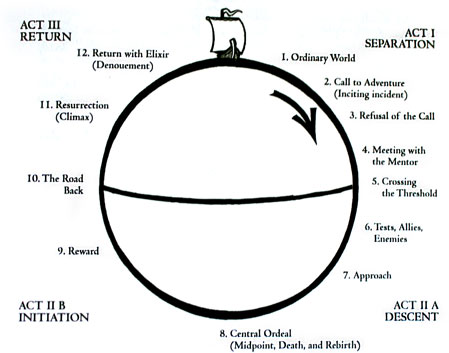 ACT III
RETURN
ACT I
SEPARATION
12. Return with Elixir
(Denouement)
1. Ordinary World
2. Call to Adventure
(Inciting incident)
11. Resurrection
(Climax)
3. Refusal of the Call
4. Meeting with
the Mentor
10. The Road
Back
5. Crossing
the Threshold
6. Tests, Allies,
Enemies
9. Reward
7. Approach
ACT II B
INITIATION
ACT II A
DESCENT
8. Central Ordeal
(Midpoint, Death, and Rebirth)